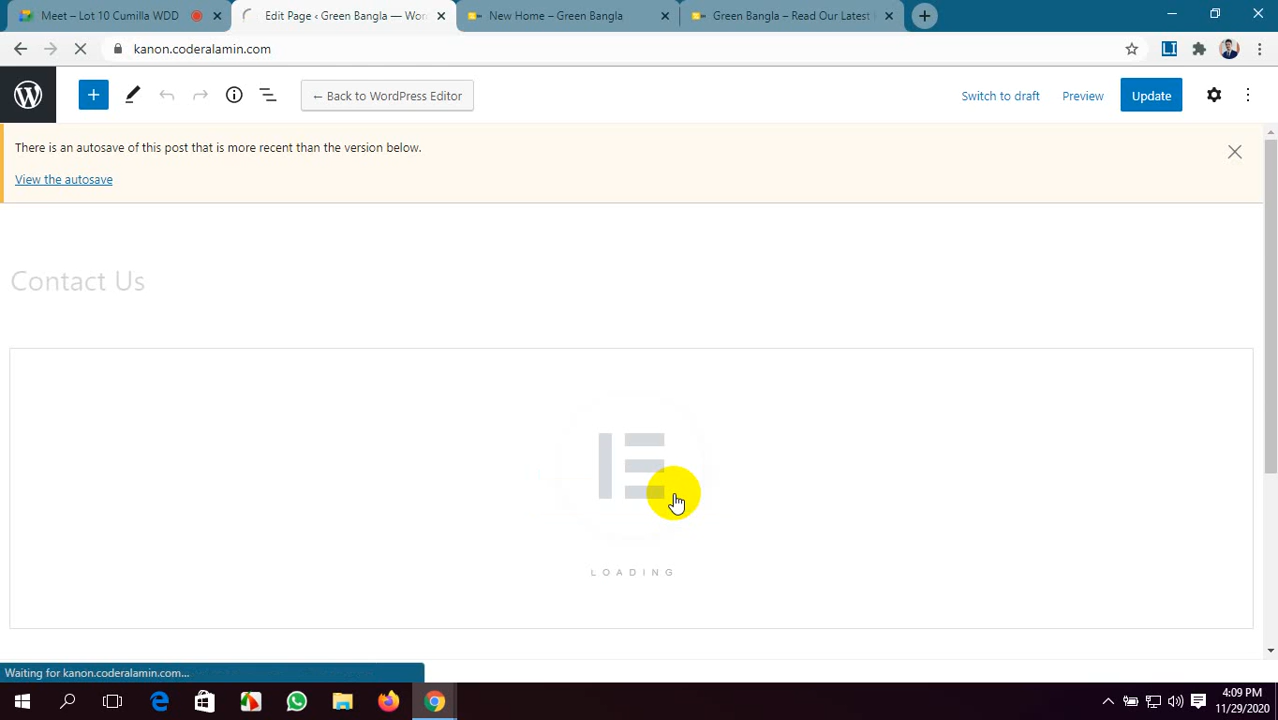 Meet – Lot 10 Cumilla WDD
Edit Page ‹ Green Bangla — Wor
New Home – Green Bangla
Green Bangla – Read Our Latest
kanon.coderalamin.com
LI
← Back to WordPress Editor
Switch to draft
Preview
Update
There is an autosave of this post that is more recent than the version below.
View the autosave
Contact Us
LOADING
Waiting for kanon.coderalamin.com...
4:09 PM
11/29/2020